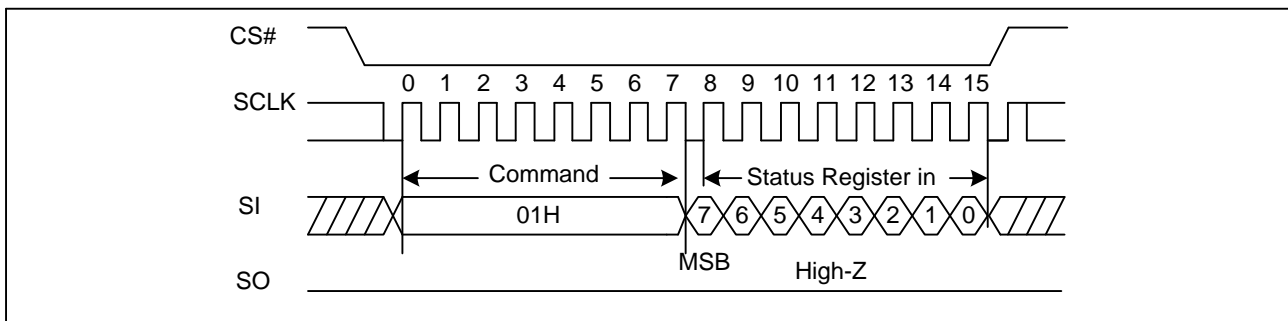 CS#
0 1 2 3 4 5 6 7 8 9 10 11 12 13 14 15
SCLK
Command Status Register in
SI 01H 7 6 5 4 3 2 1 0
MSB High-Z
SO